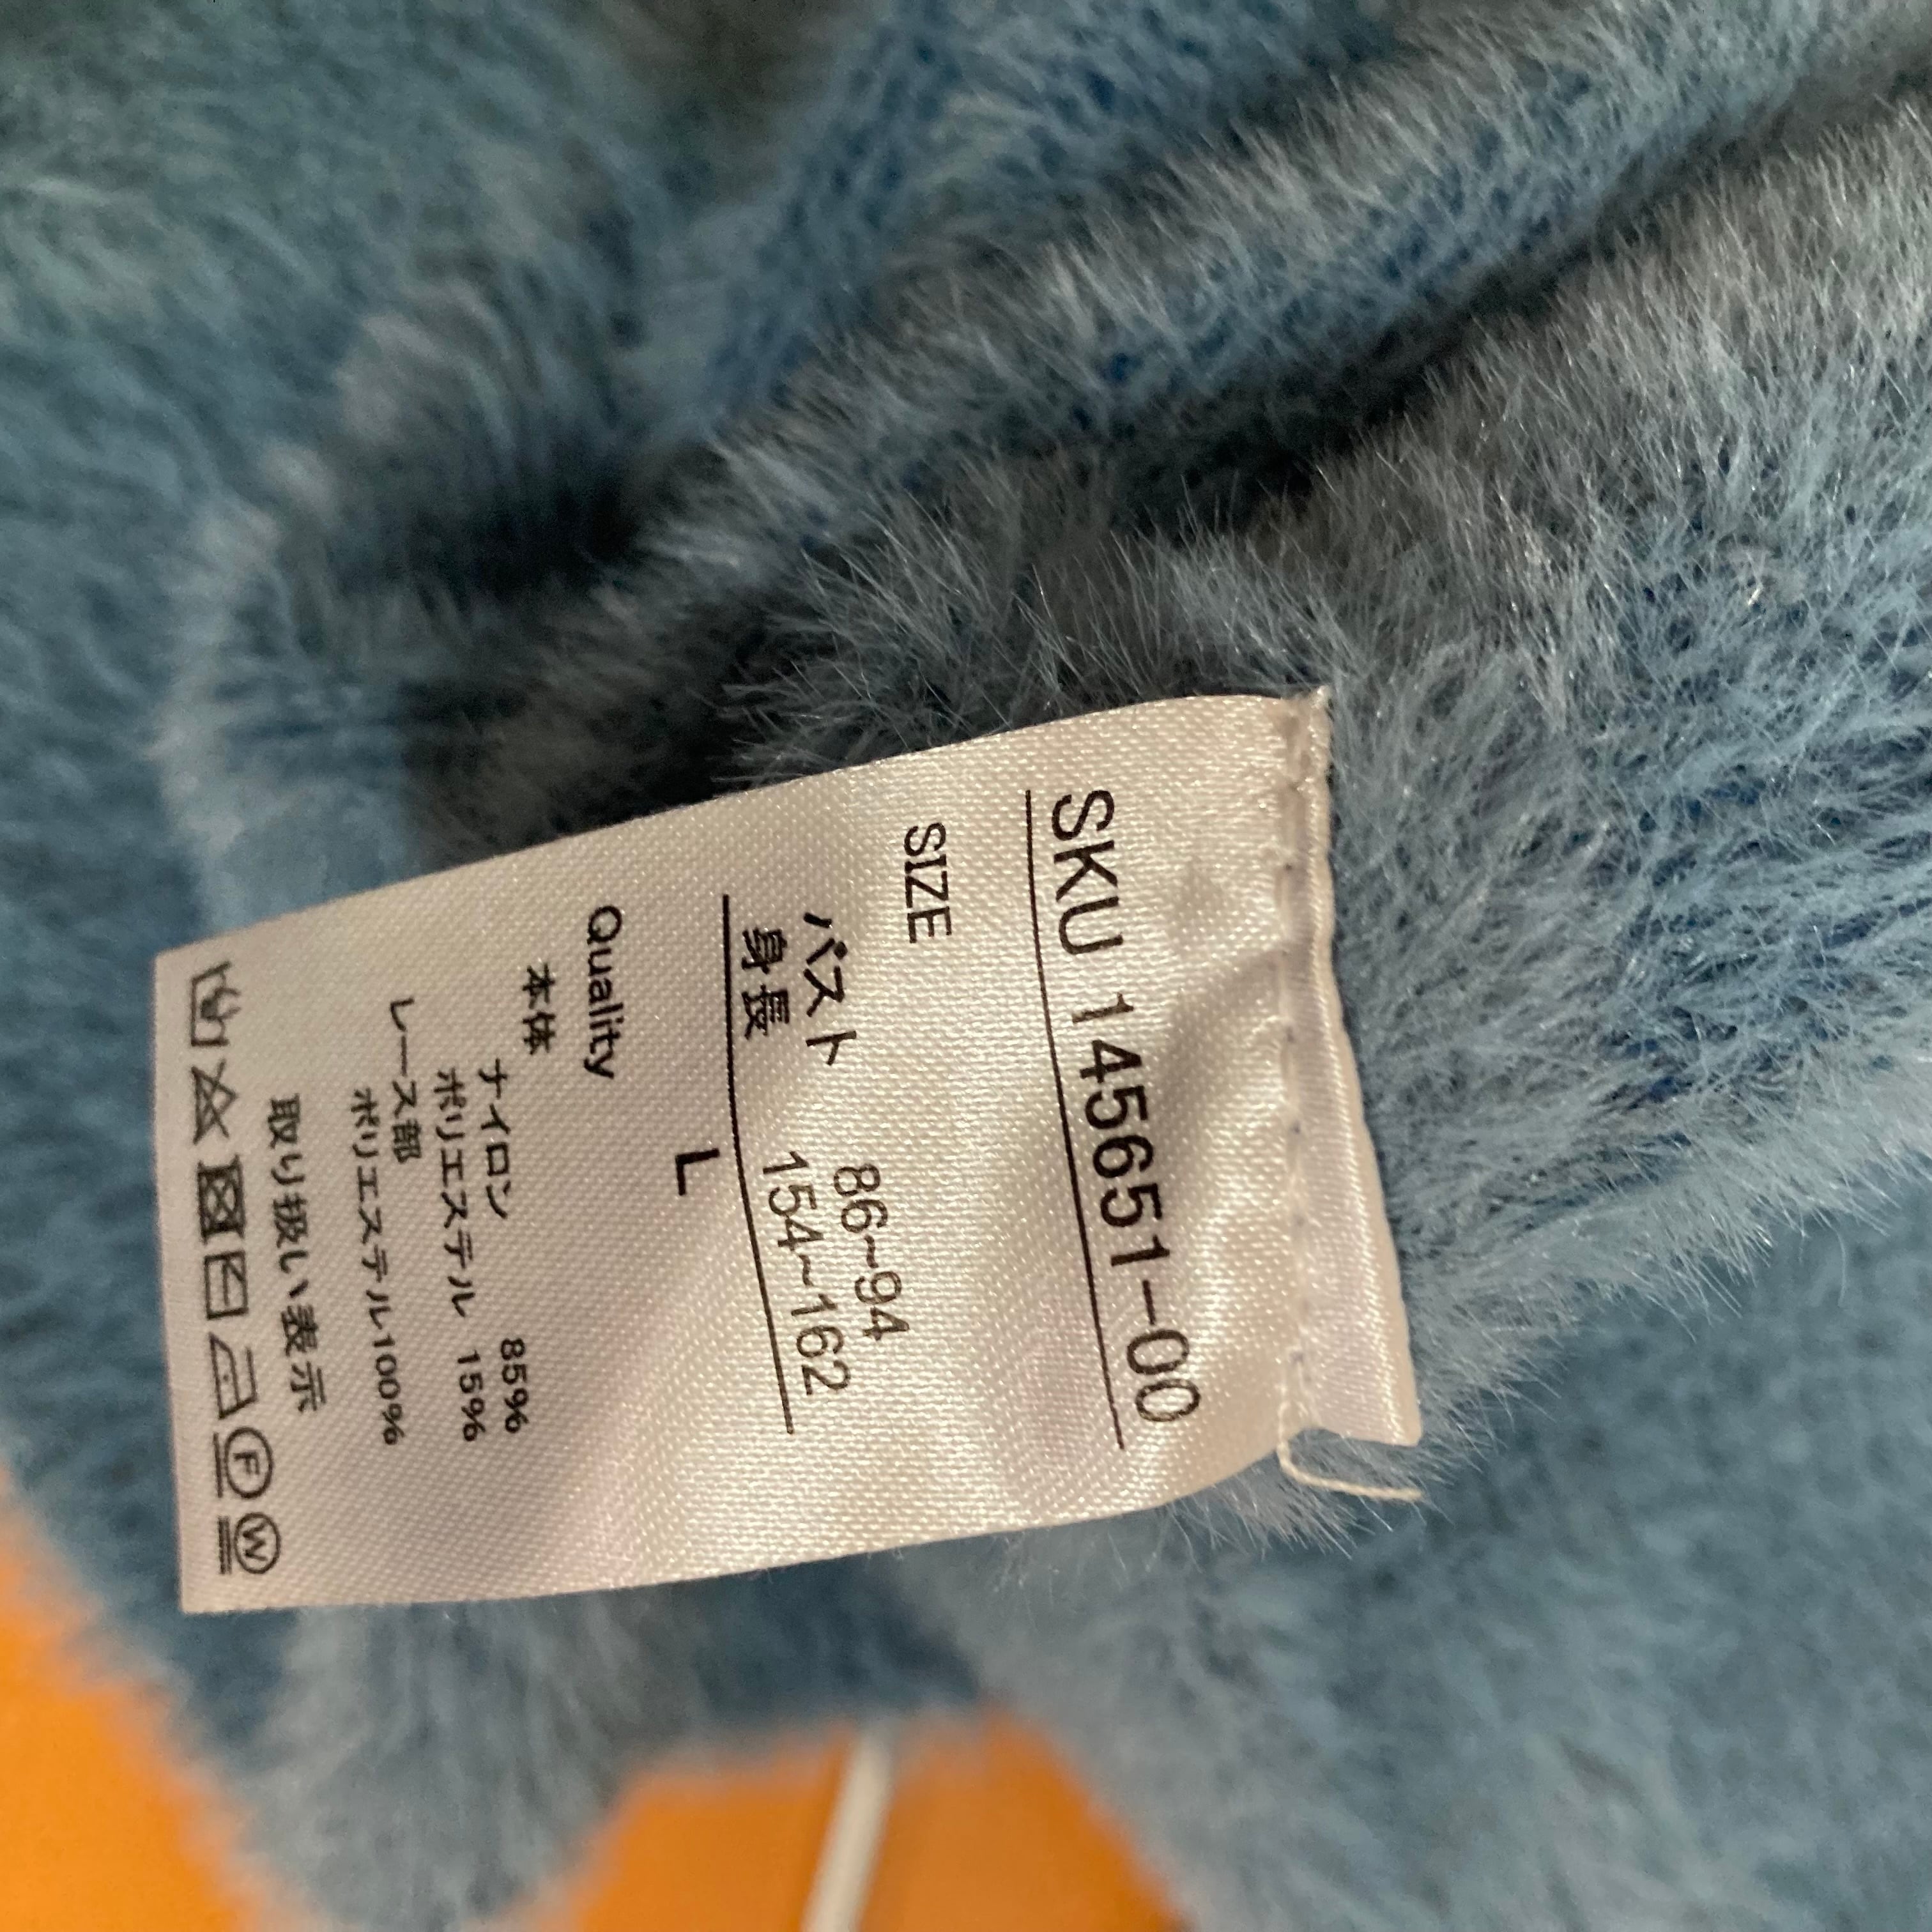 SKU 145651-00
SIZE
バスト 86~94
身長 154~162
L
Quality
本体
ナイロン 85%
ポリエステル 15%
レース部
ポリエステル100%
取り扱い表示
F W